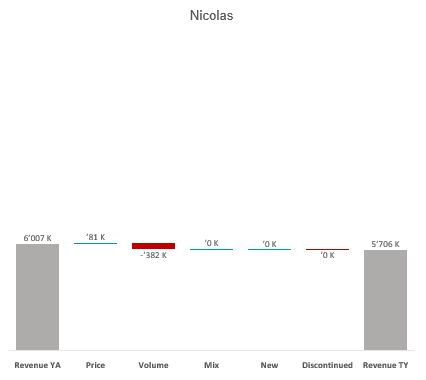 Nicolas
6’007 K
’81 K
-’382 K
’0 K
’0 K
’0 K
5’706 K
Revenue YA Price Volume Mix New Discontinued Revenue TY